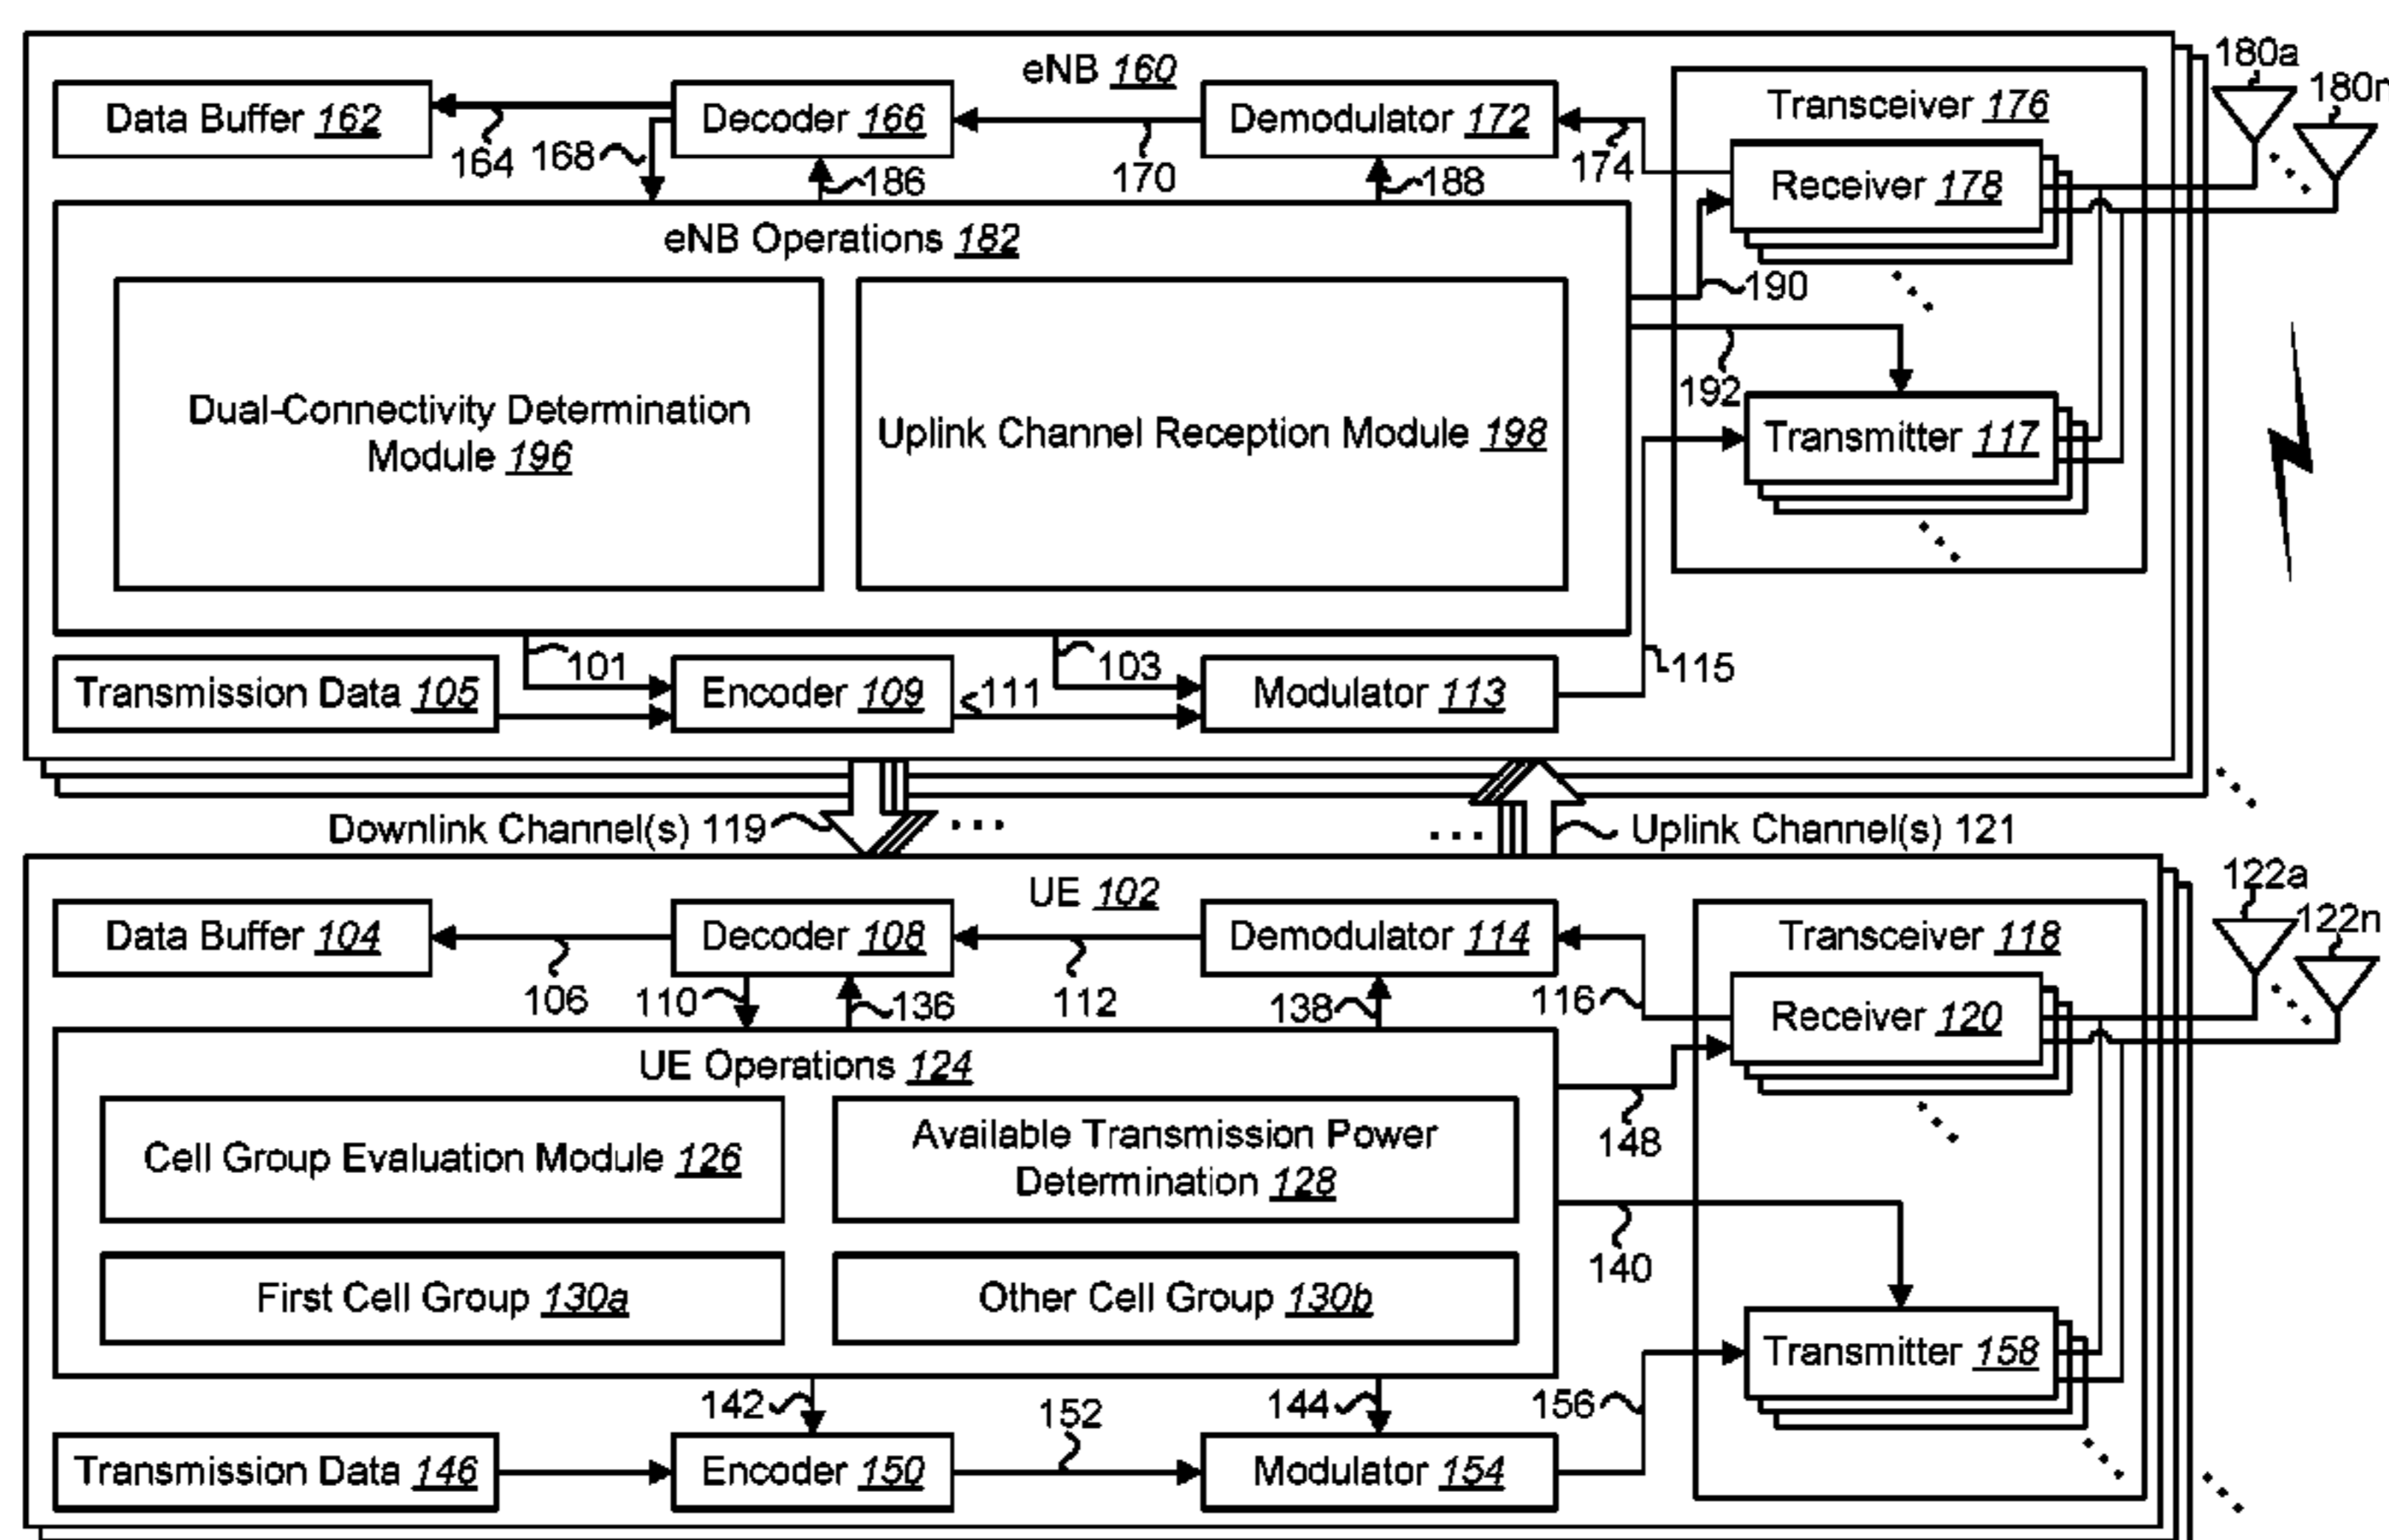 eNB 160
180a
180n
Data Buffer 162
Decoder 166
Demodulator 172
Transceiver 176
164
168
186
170
188
174
Receiver 178
eNB Operations 182
190
192
Dual-Connectivity Determination
Module 196
Uplink Channel Reception Module 198
Transmitter 117
101
103
115
Transmission Data 105
Encoder 109
111
Modulator 113
Downlink Channel(s) 119
Uplink Channel(s) 121
UE 102
122a
122n
Data Buffer 104
Decoder 108
Demodulator 114
Transceiver 118
106
110
136
112
138
116
Receiver 120
UE Operations 124
148
Cell Group Evaluation Module 126
Available Transmission Power
Determination 128
140
First Cell Group 130a
Other Cell Group 130b
Transmitter 158
142
152
144
156
Transmission Data 146
Encoder 150
Modulator 154